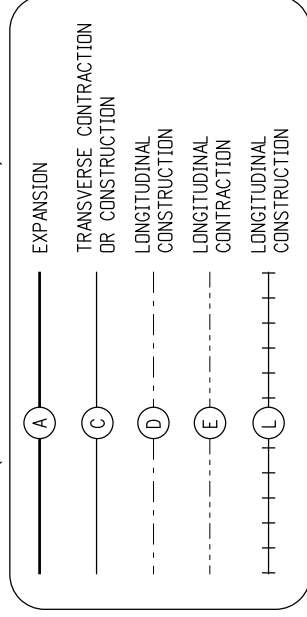 A
EXPANSION
C
TRANSVERSE CONTRACTION
OR CONSTRUCTION
D
LONGITUDINAL
CONSTRUCTION
E
LONGITUDINAL
CONTRACTION
L
LONGITUDINAL
CONSTRUCTION